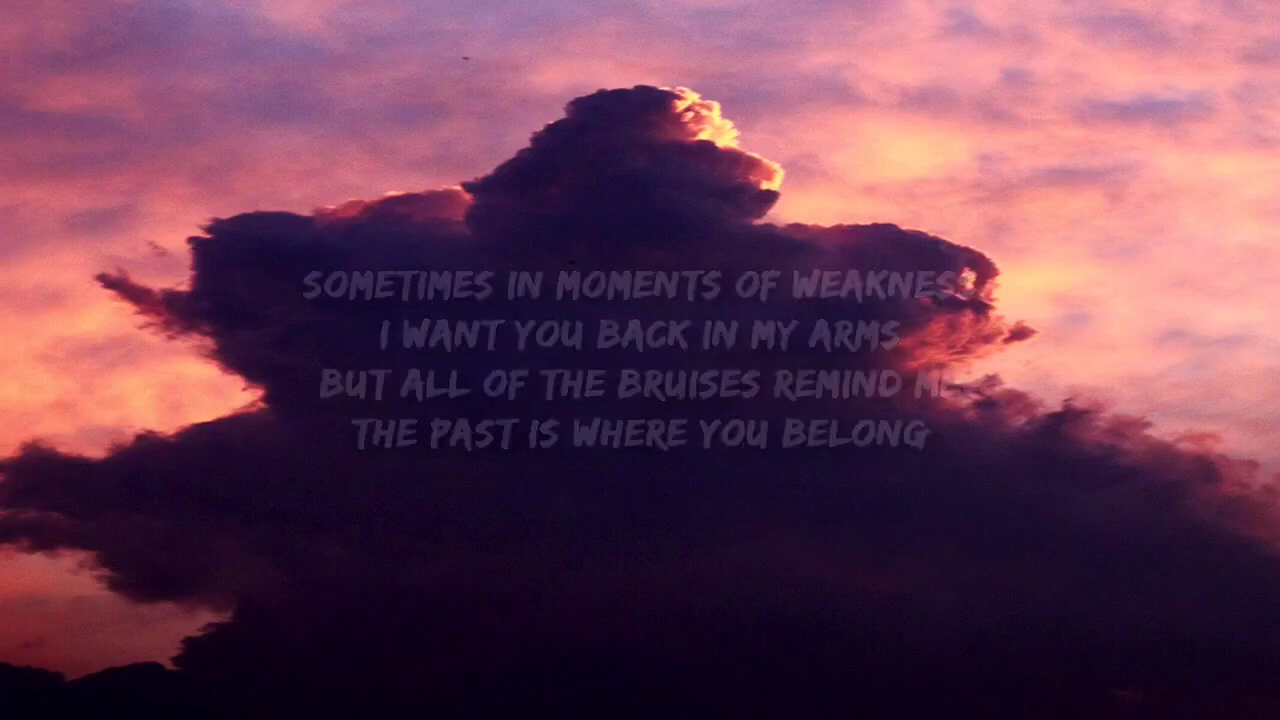 SOMETIMES IN MOMENTS OF WEAKNES
I WANT YOU BACK IN MY ARMS
BUT ALL OF THE BRUISES REMIND M
THE PAST IS WHERE YOU BELONG